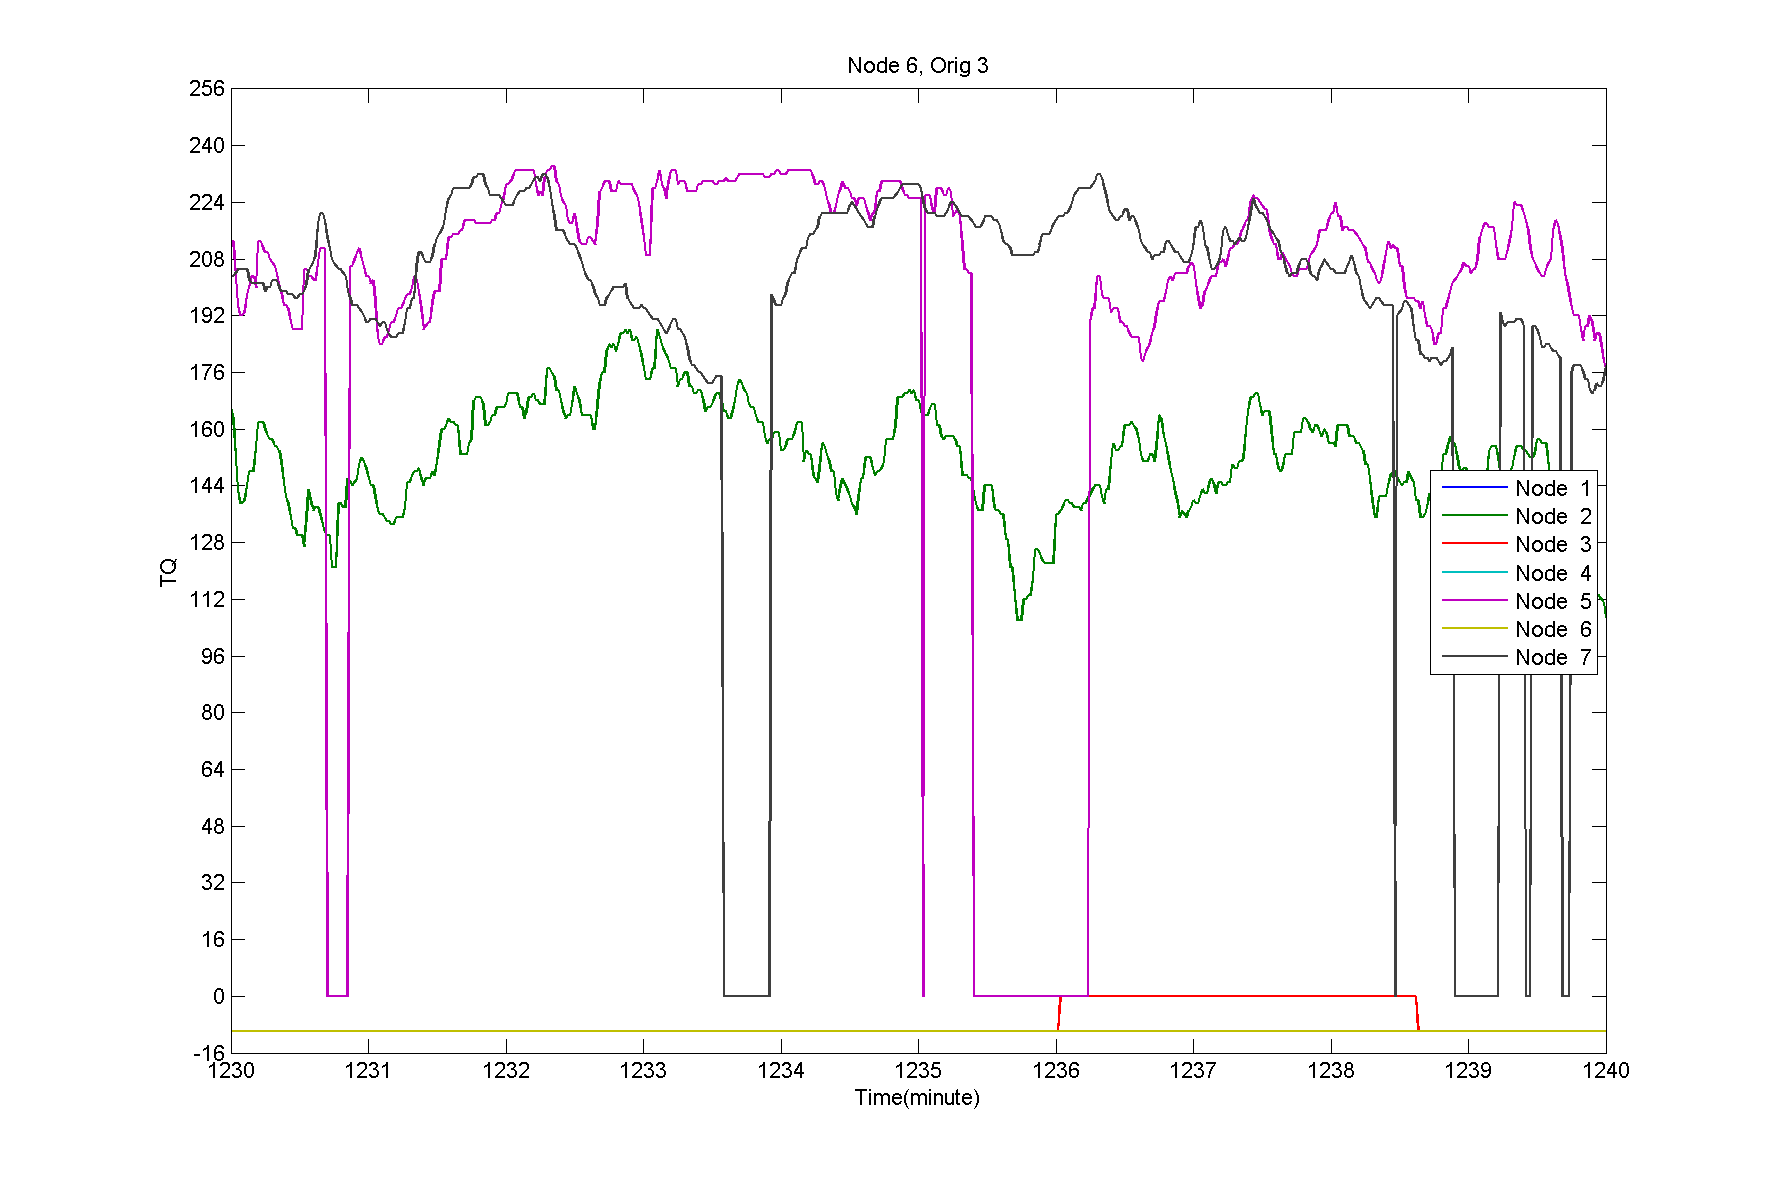 Node 6, Orig 3
256
240
224
208
192
176
160
144
128
112
96
80
64
48
32
16
0
-16
TQ
Node 1
Node 2
Node 3
Node 4
Node 5
Node 6
Node 7
1230 1231 1232 1233 1234 1235 1236 1237 1238 1239 1240
Time(minute)